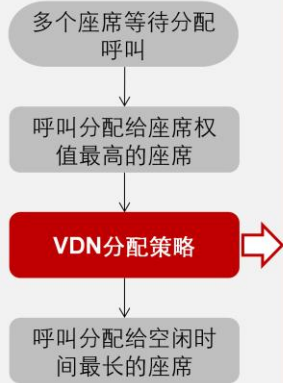 多个座席等待分配
呼叫
呼叫分配给座席权
值最高的座席
VDN分配策略
呼叫分配给空闲时
间最长的座席